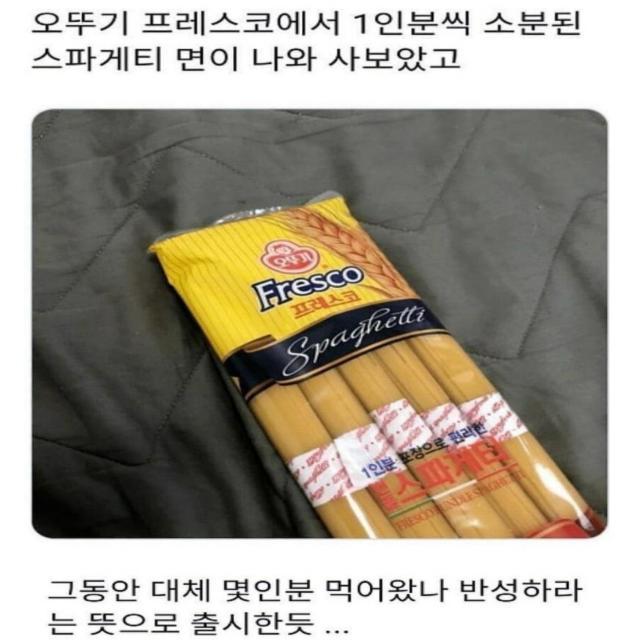 오뚜기 프레스코에서 1인분씩 소분된
스파게티 면이 나와 사보았고
오뚜기
Fresco
프레스코
Spaghetti
1인분 포장으로 편리한
스파게티
그동안 대체 몇인분 먹어왔나 반성하라
는 뜻으로 출시한듯 ...